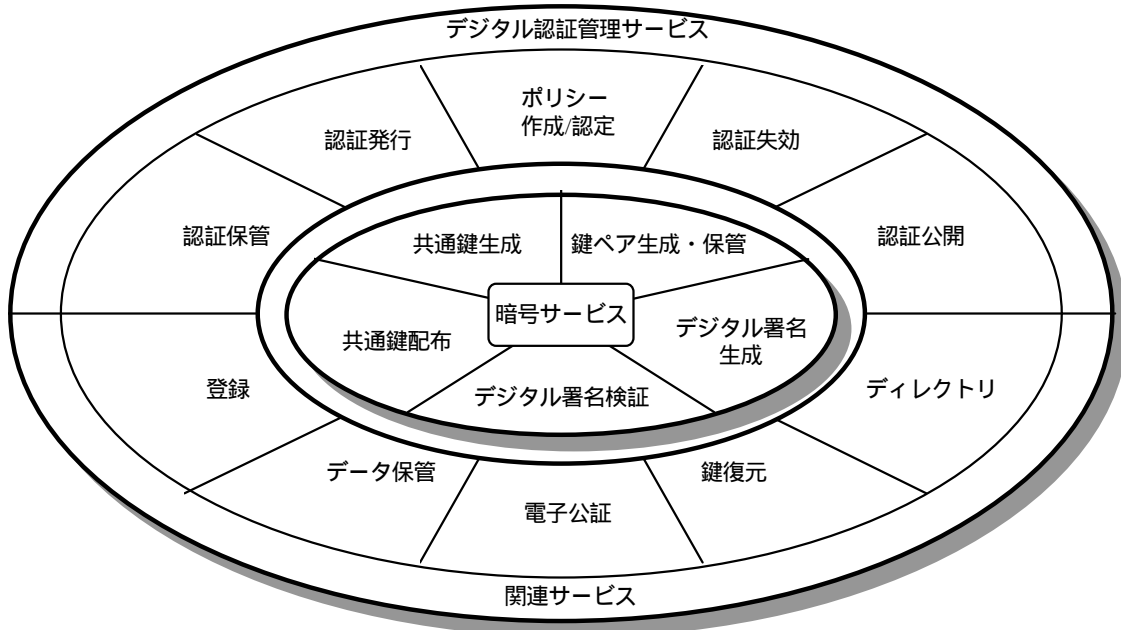 デジタル認証管理サービス
ポリシー
作成/認定
認証発行
認証失効
認証保管
認証公開
共通鍵生成
鍵ペア生成・保管
暗号サービス
共通鍵配布
デジタル署名
生成
デジタル署名検証
登録
ディレクトリ
データ保管
鍵復元
電子公証
関連サービス